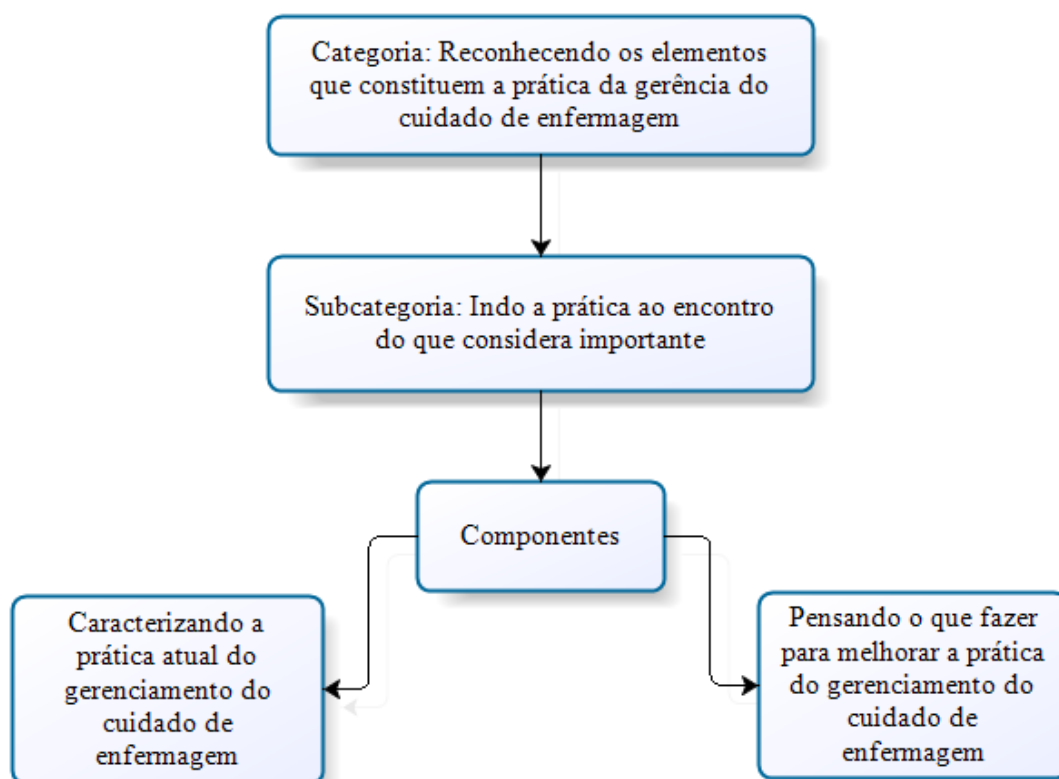 Categoria: Reconhecendo os elementos
que constituem a prática da gerência do
cuidado de enfermagem
Subcategoria: Indo a prática ao encontro
do que considera importante
Componentes
Caracterizando a
prática atual do
gerenciamento do
cuidado de
enfermagem
Pensando o que fazer
para melhorar a prática
do gerenciamento do
cuidado de
enfermagem